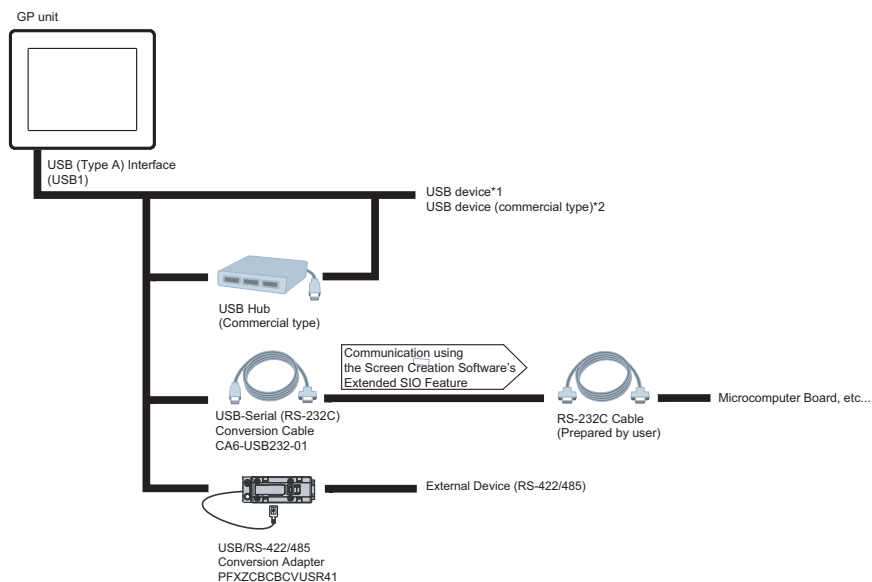 GP unit
USB (Type A) Interface
(USB1)
USB device*1
USB device (commercial type)*2
USB Hub
(Commercial type)
Communication using
the Screen Creation Software's
Extended SIO Feature
USB-Serial (RS-232C)
Conversion Cable
CA6-USB232-01
RS-232C Cable
(Prepared by user)
Microcomputer Board, etc...
External Device (RS-422/485)
USB/RS-422/485
Conversion Adapter
PFXZCBCBCVUSR41